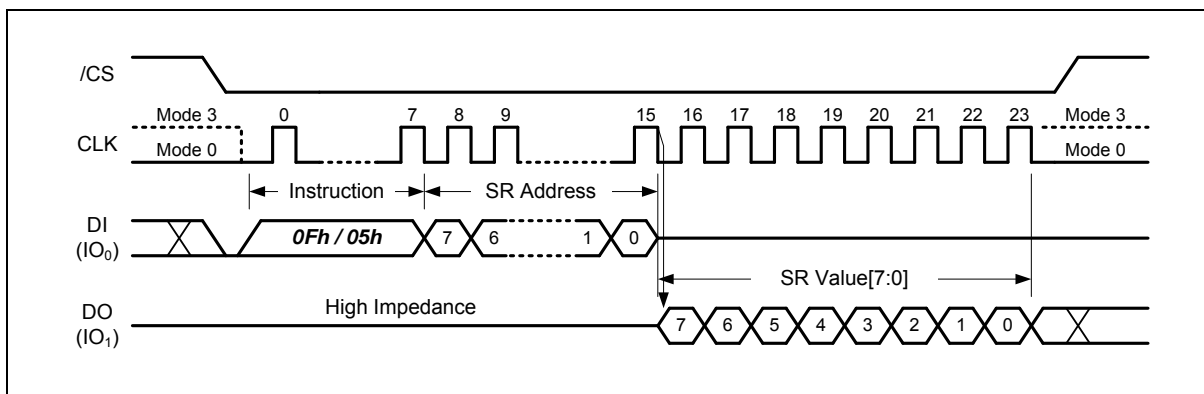 /CS
Mode 3 0 7 8 9 15 16 17 18 19 20 21 22 23 Mode 3
CLK
Mode 0 Mode 0
Instruction SR Address
DI
(IO0)
0Fh / 05h 7 6 1 0
SR Value[7:0]
High Impedance
DO
(IO1)
7 6 5 4 3 2 1 0